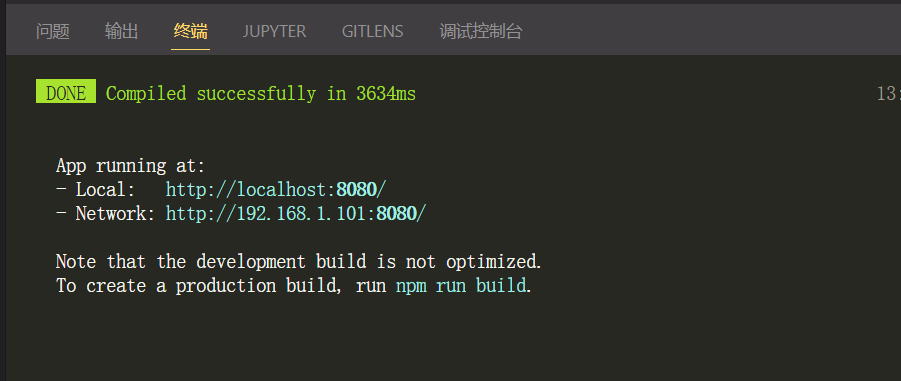 问题 输出 终端 JUPYTER GITLENS 调试控制台
DONE Compiled successfully in 3634ms 13:
App running at:
- Local: http://localhost:8080/
- Network: http://192.168.1.101:8080/
Note that the development build is not optimized.
To create a production build, run npm run build.